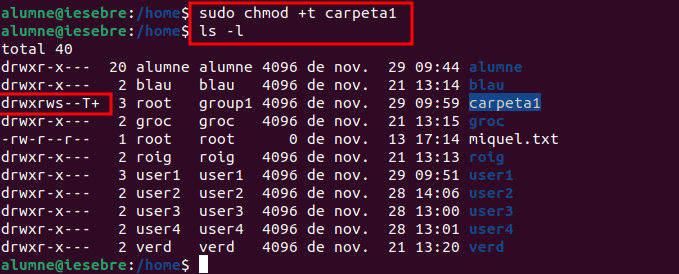 alumne@iesebre:/home$ sudo chmod +t carpeta1
alumne@iesebre:/home$ ls -l
total 40
drwxr-x---  20 alumne alumne 4096 de nov.  29 09:44 alumne
drwxr-x---   2 blau   blau   4096 de nov.  21 13:14 blau
drwxrws--T+  3 root   group1 4096 de nov.  29 09:59 carpeta1
drwxr-x---   2 groc   groc   4096 de nov.  21 13:15 groc
-rw-r--r--   1 root   root      0 de nov.  13 17:14 miquel.txt
drwxr-x---   2 roig   roig   4096 de nov.  21 13:13 roig
drwxr-x---   3 user1  user1  4096 de nov.  29 09:51 user1
drwxr-x---   2 user2  user2  4096 de nov.  28 14:06 user2
drwxr-x---   2 user3  user3  4096 de nov.  28 13:00 user3
drwxr-x---   2 user4  user4  4096 de nov.  28 13:01 user4
drwxr-x---   2 verd   verd   4096 de nov.  21 13:20 verd
alumne@iesebre:/home$